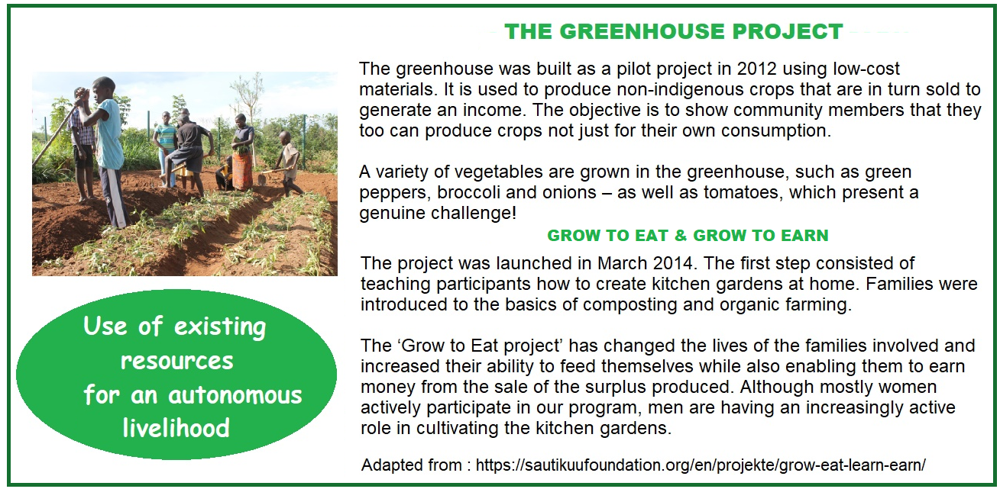 THE GREENHOUSE PROJECT
The greenhouse was built as a pilot project in 2012 using low-cost
materials. It is used to produce non-indigenous crops that are in turn sold to
generate an income. The objective is to show community members that they
too can produce crops not just for their own consumption.
A variety of vegetables are grown in the greenhouse, such as green
peppers, broccoli and onions – as well as tomatoes, which present a
genuine challenge!
GROW TO EAT & GROW TO EARN
The project was launched in March 2014. The first step consisted of
teaching participants how to create kitchen gardens at home. Families were
introduced to the basics of composting and organic farming.
The ‘Grow to Eat project’ has changed the lives of the families involved and
increased their ability to feed themselves while also enabling them to earn
money from the sale of the surplus produced. Although mostly women
actively participate in our program, men are having an increasingly active
role in cultivating the kitchen gardens.
Adapted from : https://sautikuufoundation.org/en/projekte/grow-eat-learn-earn/
Use of existing
resources
for an autonomous
livelihood